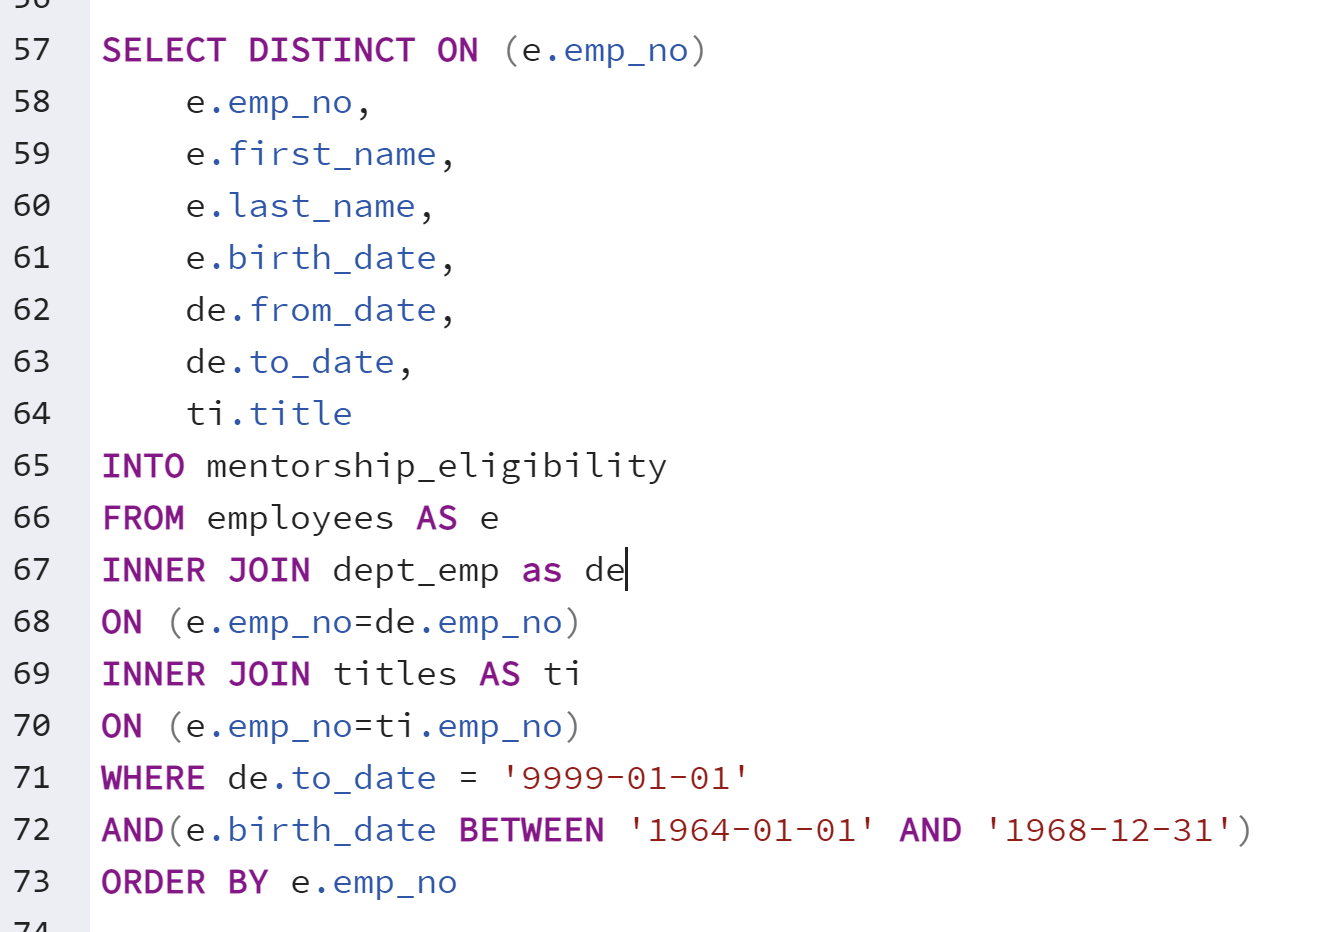 56
57 SELECT DISTINCT ON (e.emp_no)
58     e.emp_no,
59     e.first_name,
60     e.last_name,
61     e.birth_date,
62     de.from_date,
63     de.to_date,
64     ti.title
65 INTO mentorship_eligibility
66 FROM employees AS e
67 INNER JOIN dept_emp as de
68 ON (e.emp_no=de.emp_no)
69 INNER JOIN titles AS ti
70 ON (e.emp_no=ti.emp_no)
71 WHERE de.to_date = '9999-01-01'
72 AND(e.birth_date BETWEEN '1964-01-01' AND '1968-12-31')
73 ORDER BY e.emp_no
74